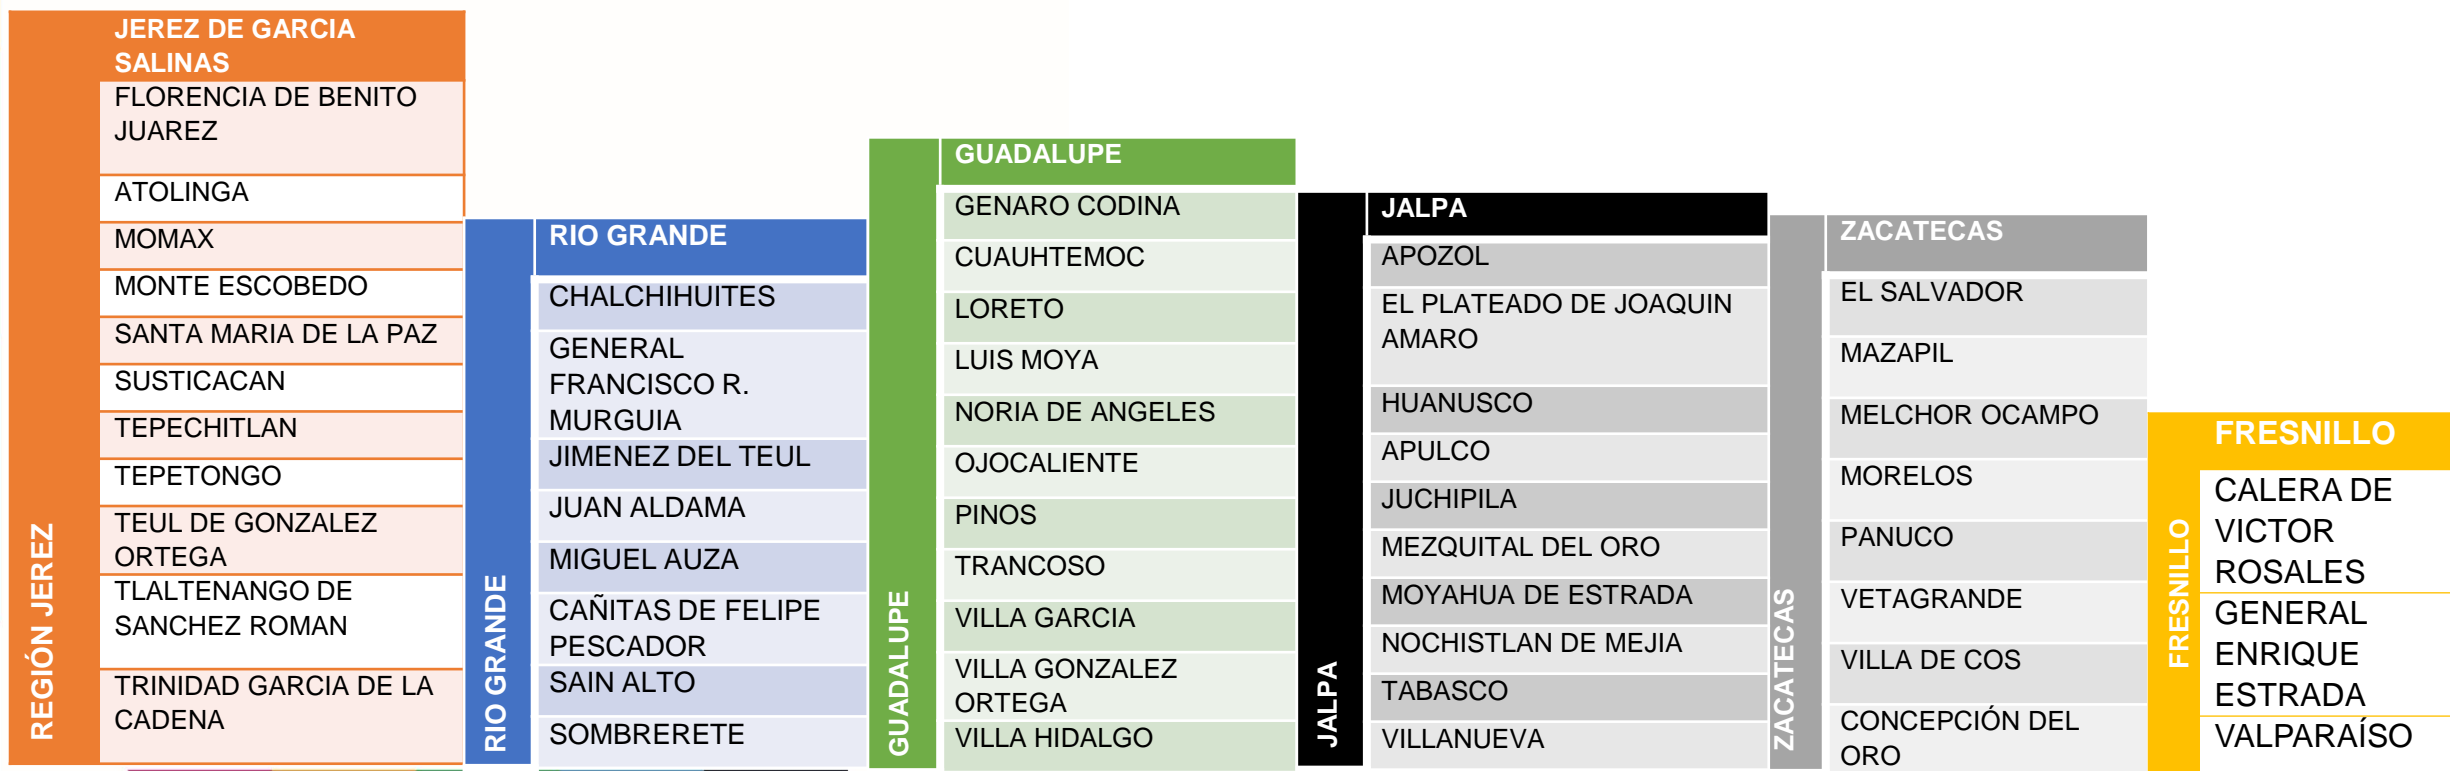 REGIÓN JEREZ
JEREZ DE GARCIA
SALINAS
FLORENCIA DE BENITO
JUAREZ
ATOLINGA
MOMAX
MONTE ESCOBEDO
SANTA MARIA DE LA PAZ
SUSTICACAN
TEPECHITLAN
TEPETONGO
TEUL DE GONZALEZ
ORTEGA
TLALTENANGO DE
SANCHEZ ROMAN
TRINIDAD GARCIA DE LA
CADENA
RIO GRANDE
RIO GRANDE
CHALCHIHUITES
GENERAL
FRANCISCO R.
MURGUIA
JIMENEZ DEL TEUL
JUAN ALDAMA
MIGUEL AUZA
CAÑITAS DE FELIPE
PESCADOR
SAIN ALTO
SOMBRERETE
GUADALUPE
GUADALUPE
GENARO CODINA
CUAUHTEMOC
LORETO
LUIS MOYA
NORIA DE ANGELES
OJOCALIENTE
PINOS
TRANCOSO
VILLA GARCIA
VILLA GONZALEZ
ORTEGA
VILLA HIDALGO
JALPA
JALPA
APOZOL
EL PLATEADO DE JOAQUIN
AMARO
HUANUSCO
APULCO
JUCHIPILA
MEZQUITAL DEL ORO
MOYAHUA DE ESTRADA
NOCHISTLAN DE MEJIA
TABASCO
VILLANUEVA
ZACATECAS
ZACATECAS
EL SALVADOR
MAZAPIL
MELCHOR OCAMPO
MORELOS
PANUCO
VETAGRANDE
VILLA DE COS
CONCEPCIÓN DEL
ORO
FRESNILLO
FRESNILLO
CALERA DE
VICTOR
ROSALES
GENERAL
ENRIQUE
ESTRADA
VALPARAÍSO